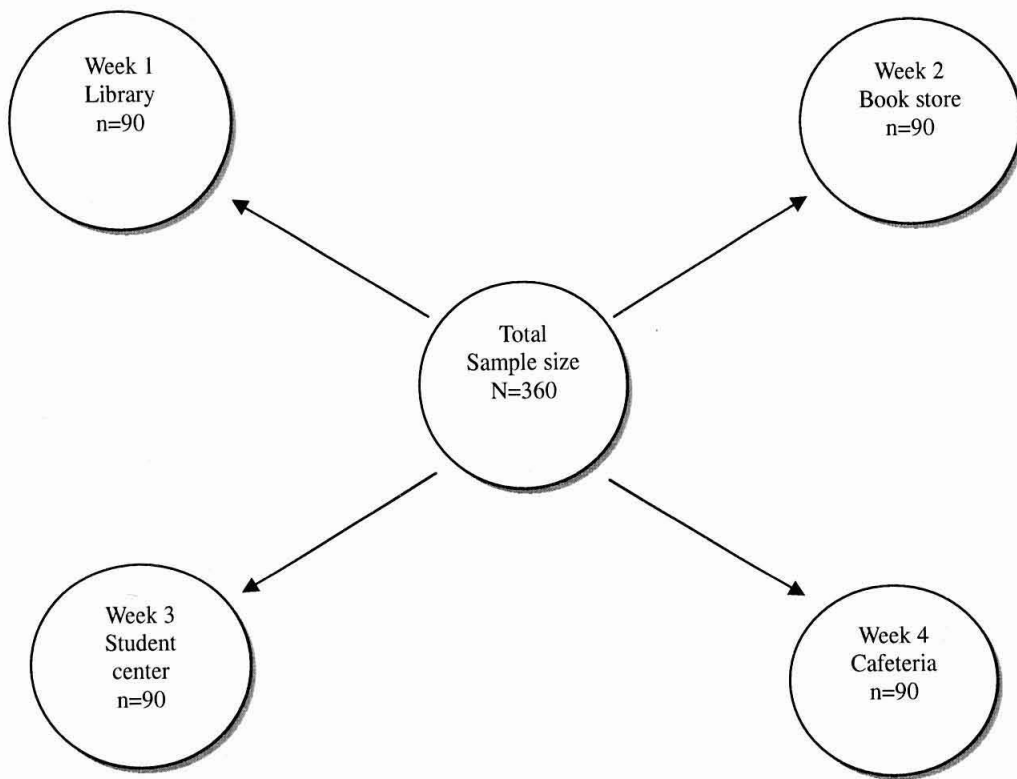 Week 1
Library
n=90
Week 2
Book store
n=90
Total
Sample size
N=360
Week 3
Student
center
n=90
Week 4
Cafeteria
n=90